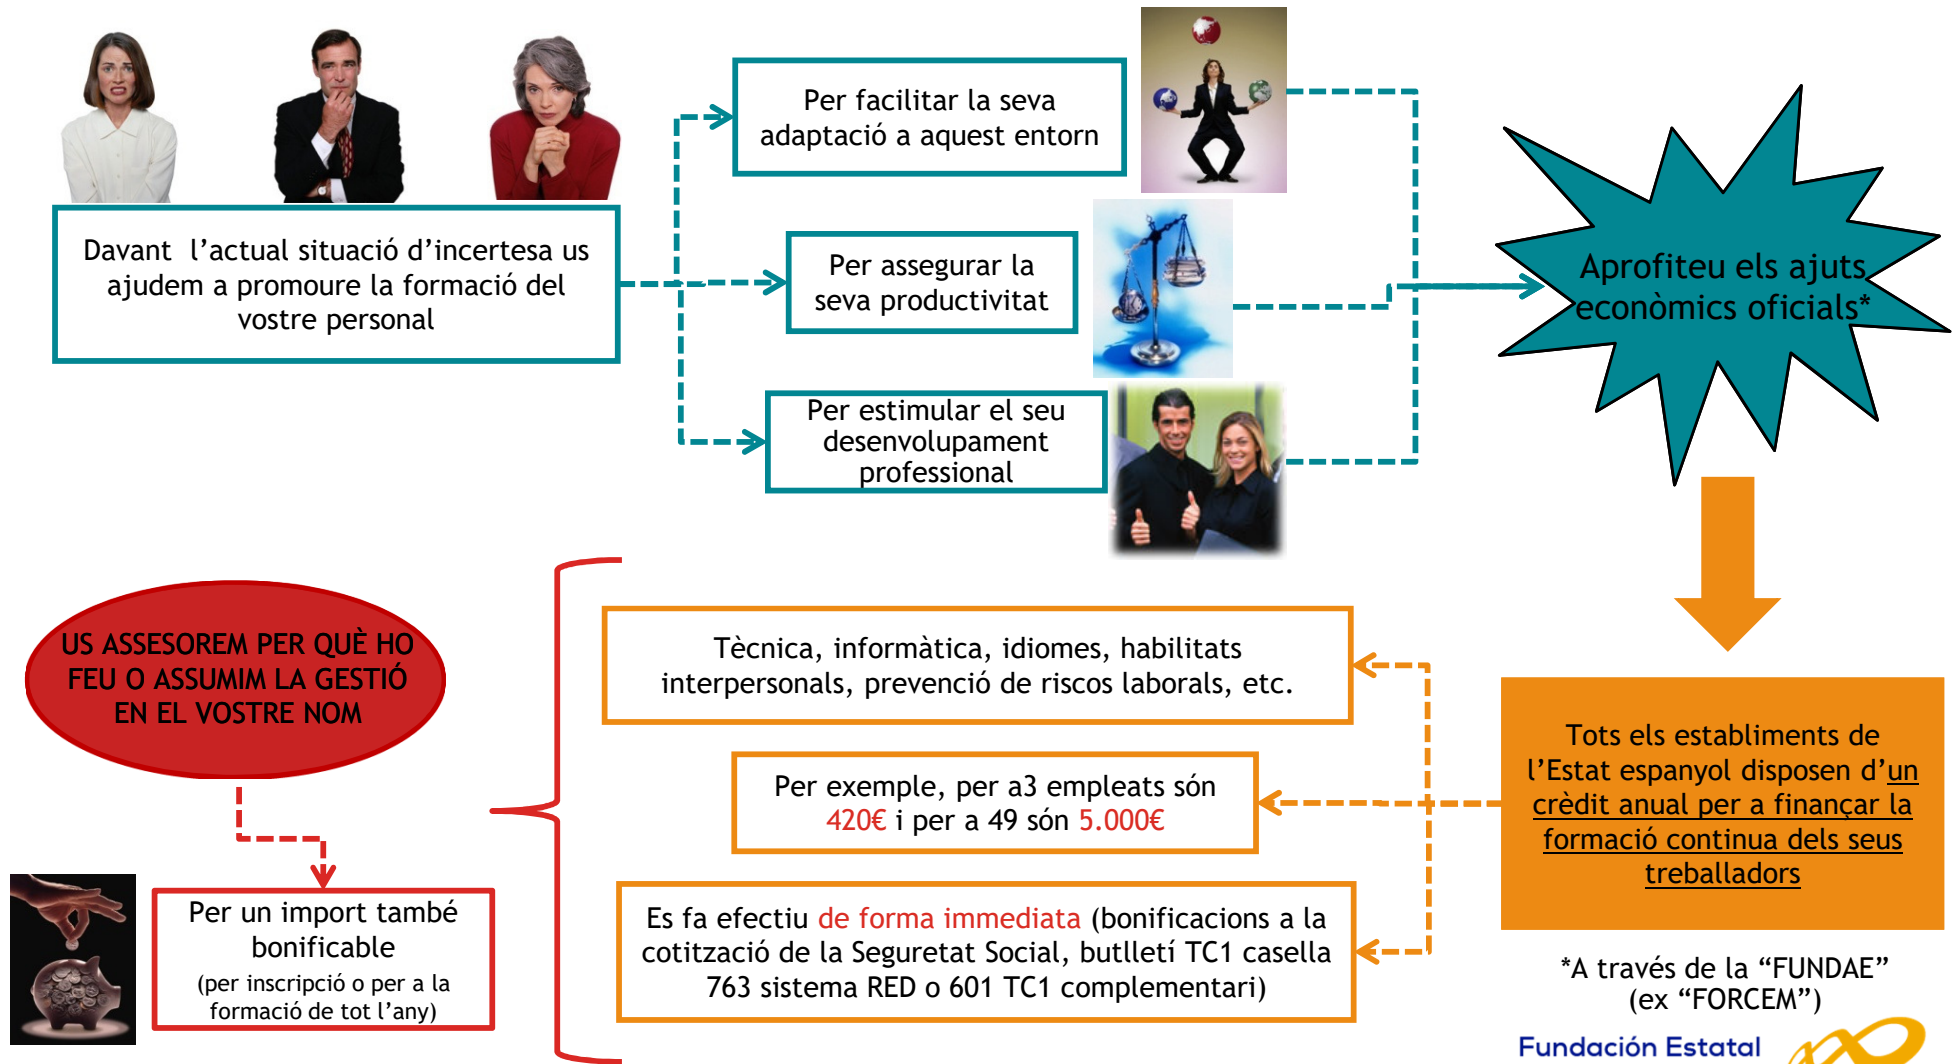 Davant l’actual situació d’incertesa us
ajudem a promoure la formació del
vostre personal
Per facilitar la seva
adaptació a aquest entorn
Per assegurar la
seva productivitat
Per estimular el seu
desenvolupament
professional
Aprofiteu els ajuts
econòmics oficials*
Tots els establiments de
l’Estat espanyol disposen d’un
crèdit anual per a finançar la
formació continua dels seus
treballadors
*A través de la “FUNDAE”
(ex “FORCEM”)
Fundación Estatal
Tècnica, informàtica, idiomes, habilitats
interpersonals, prevenció de riscos laborals, etc.
Per exemple, per a3 empleats són
420€ i per a 49 són 5.000€
Es fa efectiu de forma immediata (bonificacions a la
cotització de la Seguretat Social, butlletí TC1 casella
763 sistema RED o 601 TC1 complementari)
US ASSESOREM PER QUÈ HO
FEU O ASSUMIM LA GESTIÓ
EN EL VOSTRE NOM
Per un import també
bonificable
(per inscripció o per a la
formació de tot l’any)